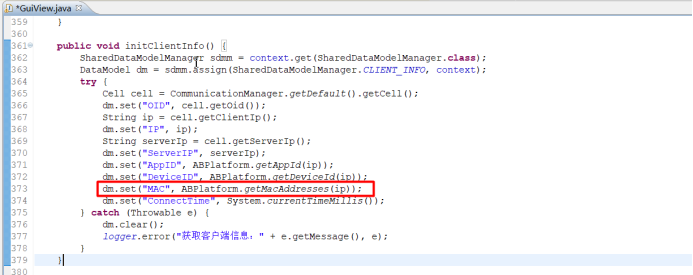 *GuiView.java
359 }
360
361 public void initClientInfo() {
362 SharedDataModelManager sdmm = context.get(SharedDataModelManager.class);
363 DataModel dm = sdmm.assign(SharedDataModelManager.CLIENT_INFO, context);
364 try {
365 Cell cell = CommunicationManager.getDefault().getCell();
366 dm.set("OID", cell.getOid());
367 String ip = cell.getClientIp();
368 dm.set("IP", ip);
369 String serverIp = cell.getServerIp();
370 dm.set("ServerIP", serverIp);
371 dm.set("AppID", ABPlatform.getAppId(ip));
372 dm.set("DeviceID", ABPlatform.getDeviceId(ip));
373 dm.set("MAC", ABPlatform.getMacAddresses(ip));
374 dm.set("ConnectTime", System.currentTimeMillis());
375 } catch (Throwable e) {
376 dm.clear();
377 logger.error("获取客户端信息：" + e.getMessage(), e);
378 }
379 }
380